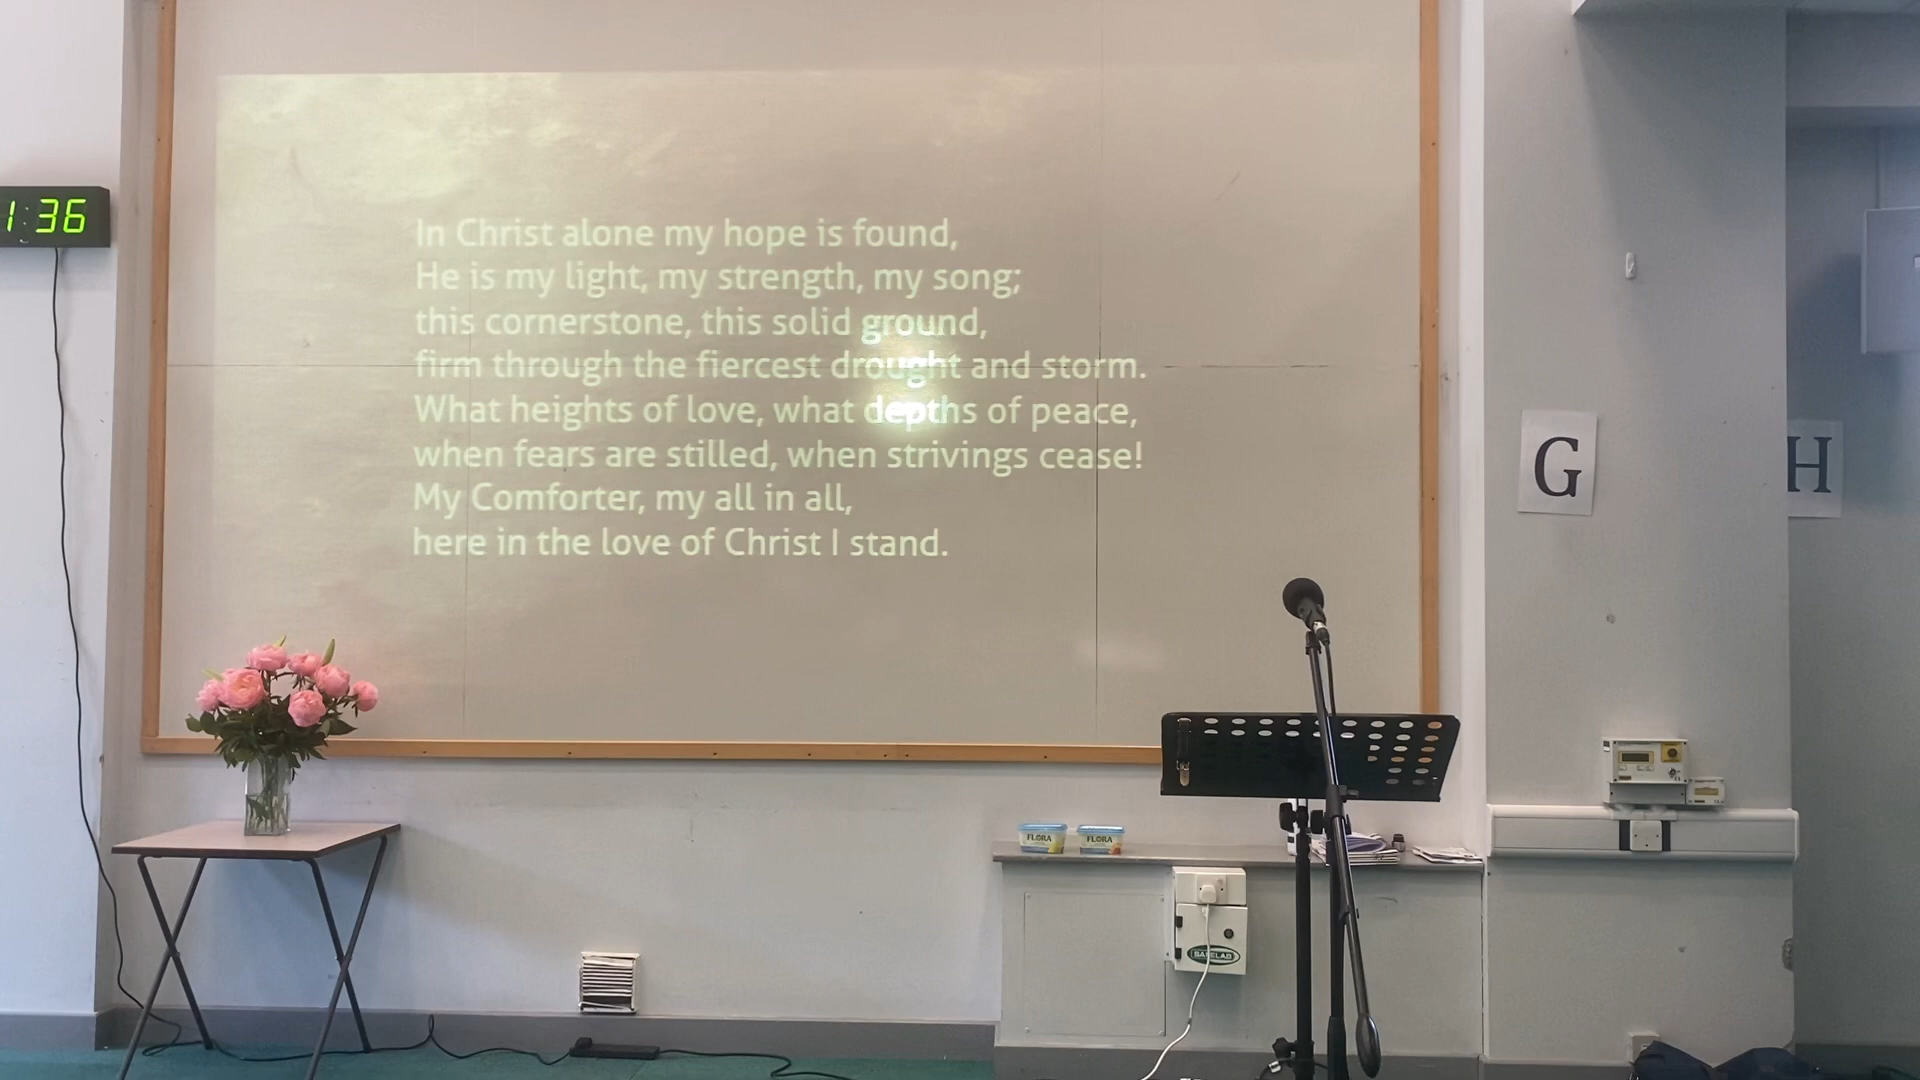 1:36
In Christ alone my hope is found,
He is my light, my strength, my song;
this cornerstone, this solid ground,
firm through the fiercest drought and storm.
What heights of love, what depths of peace,
when fears are stilled, when strivings cease!
My Comforter, my all in all,
here in the love of Christ I stand.
G
H
FLORA
FLORA
SAFELAB